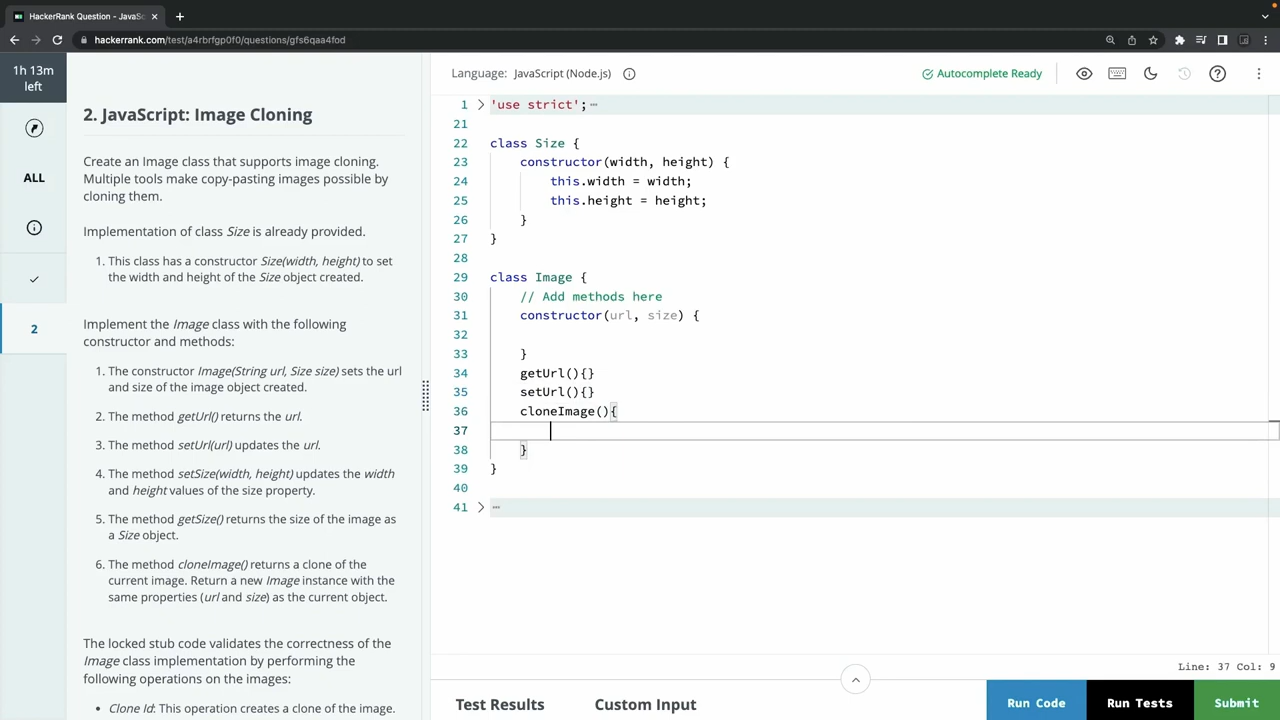 HackerRank Question - JavaSc
hackerrank.com/test/a4rbrfgp0f0/questions/gfs6qaa4fod
1h 13m
left
ALL
2
2. JavaScript: Image Cloning
Create an Image class that supports image cloning.
Multiple tools make copy-pasting images possible by
cloning them.
Implementation of class Size is already provided.
1. This class has a constructor Size(width, height) to set
the width and height of the Size object created.
Implement the Image class with the following
constructor and methods:
1. The constructor Image(String url, Size size) sets the url
and size of the image object created.
2. The method getUrl() returns the url.
3. The method setUrl(url) updates the url.
4. The method setSize(width, height) updates the width
and height values of the size property.
5. The method getSize() returns the size of the image as
a Size object.
6. The method cloneImage() returns a clone of the
current image. Return a new Image instance with the
same properties (url and size) as the current object.
The locked stub code validates the correctness of the
Image class implementation by performing the
following operations on the images:
• Clone Id: This operation creates a clone of the image.
Language: JavaScript (Node.js)
Autocomplete Ready
1 'use strict';
21
22 class Size {
23 constructor(width, height) {
24 this.width = width;
25 this.height = height;
26 }
27 }
28
29 class Image {
30 // Add methods here
31 constructor(url, size) {
32
33 }
34 getUrl(){}
35 setUrl(){}
36 cloneImage(){
37
38 }
39 }
40
41
Line: 37 Col: 9
Test Results
Custom Input
Run Code
Run Tests
Submit